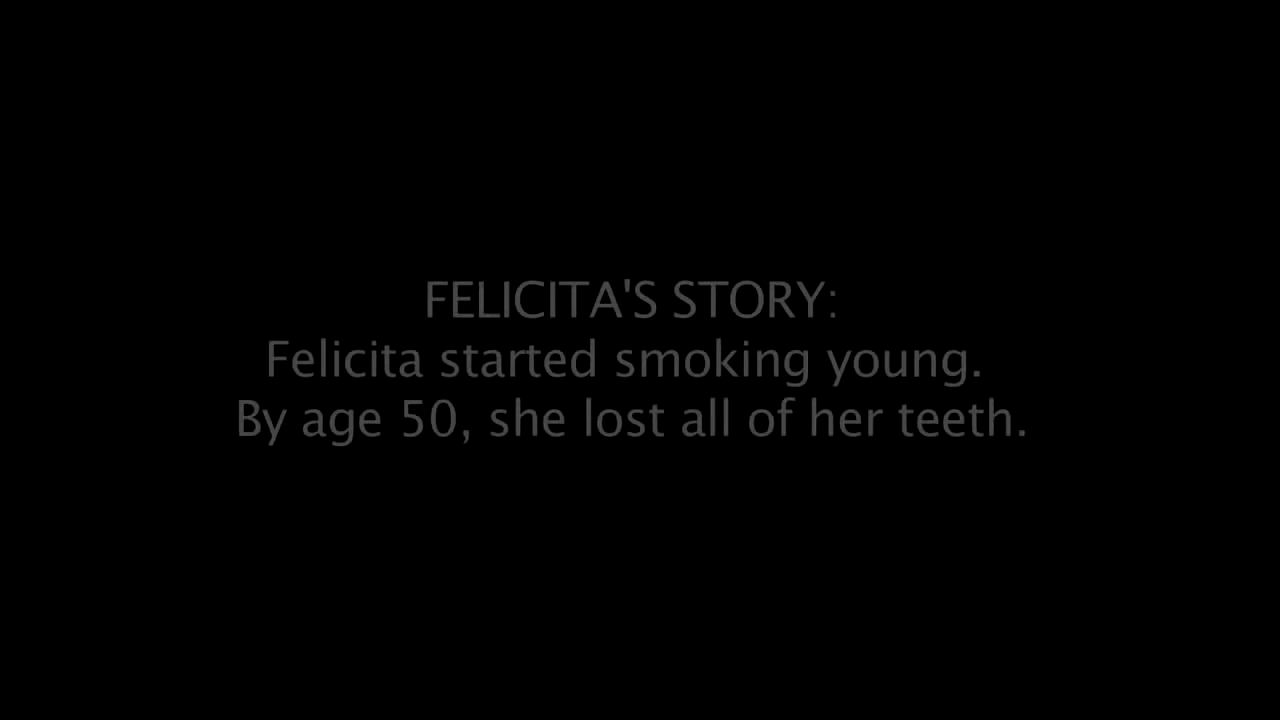 FELICITA'S STORY:
Felicita started smoking young.
By age 50, she lost all of her teeth.